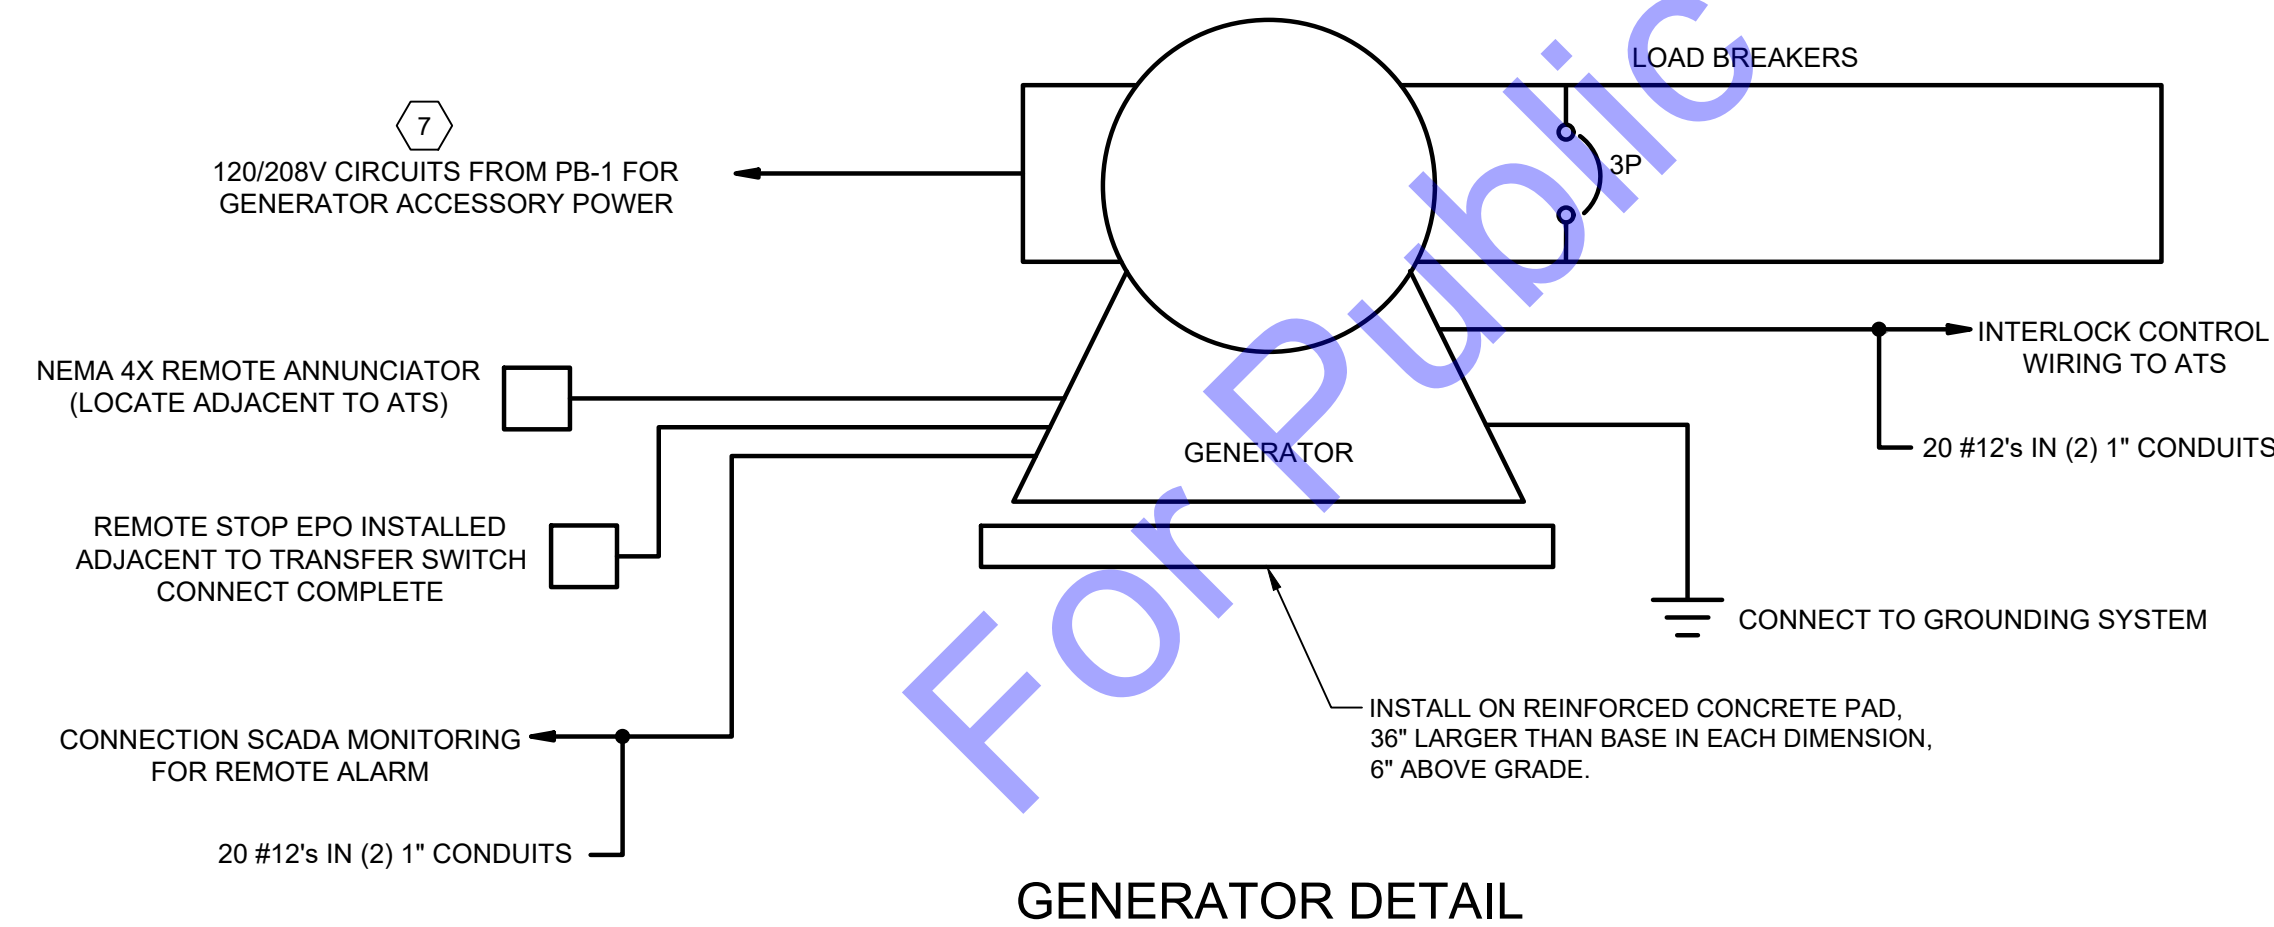 LOAD BREAKERS
7
120/208V CIRCUITS FROM PB-1 FOR
GENERATOR ACCESSORY POWER
3P
INTERLOCK CONTROL
WIRING TO ATS
NEMA 4X REMOTE ANNUNCIATOR
(LOCATE ADJACENT TO ATS)
20 #12's IN (2) 1" CONDUITS
GENERATOR
REMOTE STOP EPO INSTALLED
ADJACENT TO TRANSFER SWITCH
CONNECT COMPLETE
CONNECT TO GROUNDING SYSTEM
INSTALL ON REINFORCED CONCRETE PAD,
36" LARGER THAN BASE IN EACH DIMENSION,
6" ABOVE GRADE.
CONNECTION SCADA MONITORING
FOR REMOTE ALARM
20 #12's IN (2) 1" CONDUITS
GENERATOR DETAIL
For Public